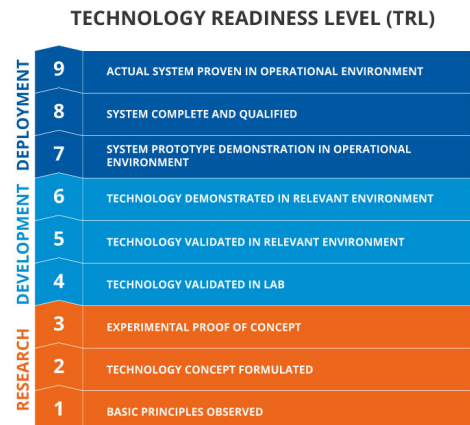 TECHNOLOGY READINESS LEVEL (TRL)
DEPLOYMENT
9 ACTUAL SYSTEM PROVEN IN OPERATIONAL ENVIRONMENT
8 SYSTEM COMPLETE AND QUALIFIED
7 SYSTEM PROTOTYPE DEMONSTRATION IN OPERATIONAL
ENVIRONMENT
DEVELOPMENT
6 TECHNOLOGY DEMONSTRATED IN RELEVANT ENVIRONMENT
5 TECHNOLOGY VALIDATED IN RELEVANT ENVIRONMENT
4 TECHNOLOGY VALIDATED IN LAB
RESEARCH
3 EXPERIMENTAL PROOF OF CONCEPT
2 TECHNOLOGY CONCEPT FORMULATED
1 BASIC PRINCIPLES OBSERVED